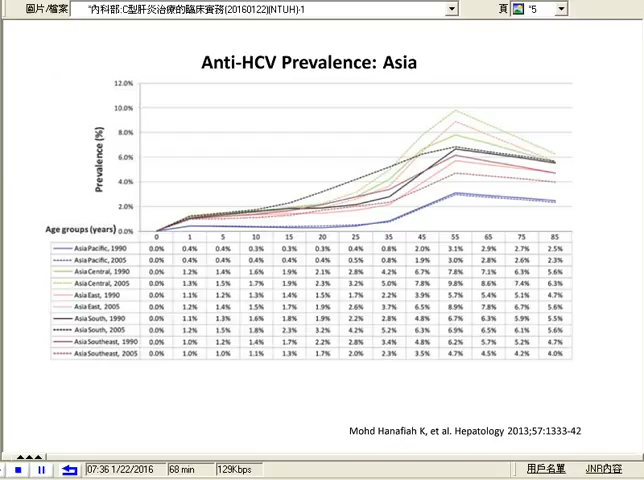 圖片/檔案 "內科部:C型肝炎治療的臨床實務(20160122)(NTUH)-1 頁 "5
Anti-HCV Prevalence: Asia
12.0%
10.0%
8.0%
6.0%
4.0%
2.0%
0.0%
Prevalence (%)
Age groups (years) 0 1 5 10 15 20 25 35 45 55 65 75 85
Asia Pacific, 1990 0.0% 0.4% 0.4% 0.3% 0.3% 0.3% 0.4% 0.8% 2.0% 3.1% 2.9% 2.7% 2.5%
Asia Pacific, 2005 0.0% 0.4% 0.4% 0.4% 0.4% 0.4% 0.5% 0.8% 1.9% 3.0% 2.8% 2.6% 2.3%
Asia Central, 1990 0.0% 1.2% 1.4% 1.6% 1.9% 2.1% 2.8% 4.2% 6.7% 7.8% 7.1% 6.3% 5.6%
Asia Central, 2005 0.0% 1.3% 1.5% 1.7% 1.9% 2.3% 3.2% 5.0% 7.8% 9.8% 8.6% 7.4% 6.3%
Asia East, 1990 0.0% 1.1% 1.2% 1.3% 1.4% 1.5% 1.7% 2.2% 3.9% 5.7% 5.4% 5.1% 4.7%
Asia East, 2005 0.0% 1.2% 1.4% 1.5% 1.7% 1.9% 2.6% 3.7% 6.5% 8.9% 7.8% 6.7% 5.6%
Asia South, 1990 0.0% 1.1% 1.3% 1.6% 1.8% 1.9% 2.2% 2.8% 4.8% 6.7% 6.3% 5.9% 5.5%
Asia South, 2005 0.0% 1.2% 1.5% 1.8% 2.3% 3.2% 4.2% 5.2% 6.3% 6.9% 6.5% 6.1% 5.6%
Asia Southeast, 1990 0.0% 1.0% 1.2% 1.4% 1.7% 2.2% 2.8% 3.4% 4.8% 6.2% 5.7% 5.2% 4.7%
Asia Southeast, 2005 0.0% 1.0% 1.0% 1.1% 1.3% 1.7% 2.0% 2.3% 3.5% 4.7% 4.5% 4.2% 4.0%
Mohd Hanafiah K, et al. Hepatology 2013;57:1333-42
07:36 1/22/2016 68 min 129Kbps 用戶名單 JNR內容